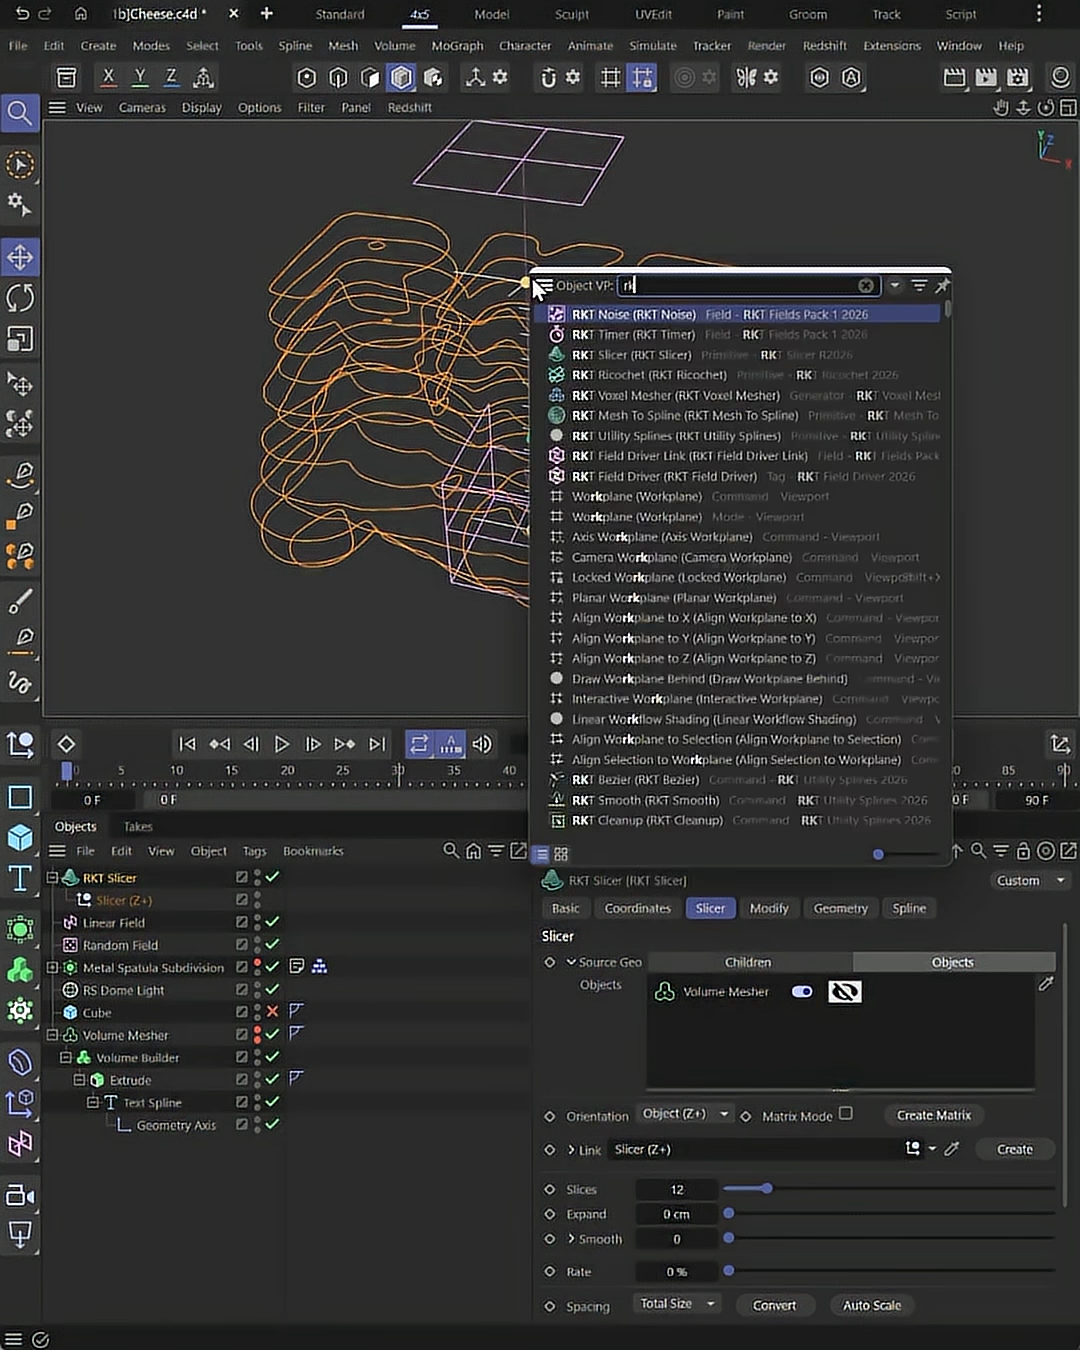 1b]Cheese.c4d *
Standard
4x5
Model
Sculpt
UVEdit
Paint
Groom
Track
Script
File Edit Create Modes Select Tools Spline Mesh Volume MoGraph Character Animate Simulate Tracker Render Redshift Extensions Window Help
X Y Z
View Cameras Display Options Filter Panel Redshift
Y Z X
Object VP: rk
RKT Noise (RKT Noise) Field - RKT Fields Pack 1 2026
RKT Timer (RKT Timer) Field - RKT Fields Pack 1 2026
RKT Slicer (RKT Slicer) Primitive - RKT Slicer R2026
RKT Ricochet (RKT Ricochet) Primitive - RKT Ricochet 2026
RKT Voxel Mesher (RKT Voxel Mesher) Generator - RKT Voxel Mesl
RKT Mesh To Spline (RKT Mesh To Spline) Primitive - RKT Mesh To
RKT Utility Splines (RKT Utility Splines) Primitive - RKT Utility Splin
RKT Field Driver Link (RKT Field Driver Link) Field - RKT Fields Pack
RKT Field Driver (RKT Field Driver) Tag - RKT Field Driver 2026
Workplane (Workplane) Command - Viewport
Workplane (Workplane) Mode - Viewport
Axis Workplane (Axis Workplane) Command - Viewport
Camera Workplane (Camera Workplane) Command - Viewport
Locked Workplane (Locked Workplane) Command
Planar Workplane (Planar Workplane) Command - Viewport
Align Workplane to X (Align Workplane to X) Command - Viewpor
Align Workplane to Y (Align Workplane to Y) Command - Viewpor
Align Workplane to Z (Align Workplane to Z) Command - Viewpor
Draw Workplane Behind (Draw Workplane Behind) ommand - Vi
Interactive Workplane (Interactive Workplane) Command - Viewpo
Linear Workflow Shading (Linear Workflow Shading) Command
Align Workplane to Selection (Align Workplane to Selection) Com
Align Selection to Workplane (Align Selection to Workplane) Com
RKT Bezier (RKT Bezier) Command - RKT Utility Splines 2026
RKT Smooth (RKT Smooth) Command RKT Utility Splines 2026
RKT Cleanup (RKT Cleanup) Command RKT Utility Splines 2026
A
0 5 10 15 20 25 30 35 40 85 90
0 F 0 F 0 F 90 F
Objects Takes
File Edit View Object Tags Bookmarks
RKT Slicer
Slicer (Z+)
Linear Field
Random Field
Metal Spatula Subdivision
RS Dome Light
Cube
Volume Mesher
Volume Builder
Extrude
Text Spline
Geometry Axis
RKT Slicer [RKT Slicer]
Custom
Basic Coordinates Slicer Modify Geometry Spline
Slicer
Source Geo Children Objects
Objects Volume Mesher
Orientation Object (Z+) Matrix Mode Create Matrix
Link Slicer (Z+) Create
Slices 12
Expand 0 cm
Smooth 0
Rate 0 %
Spacing Total Size Convert Auto Scale